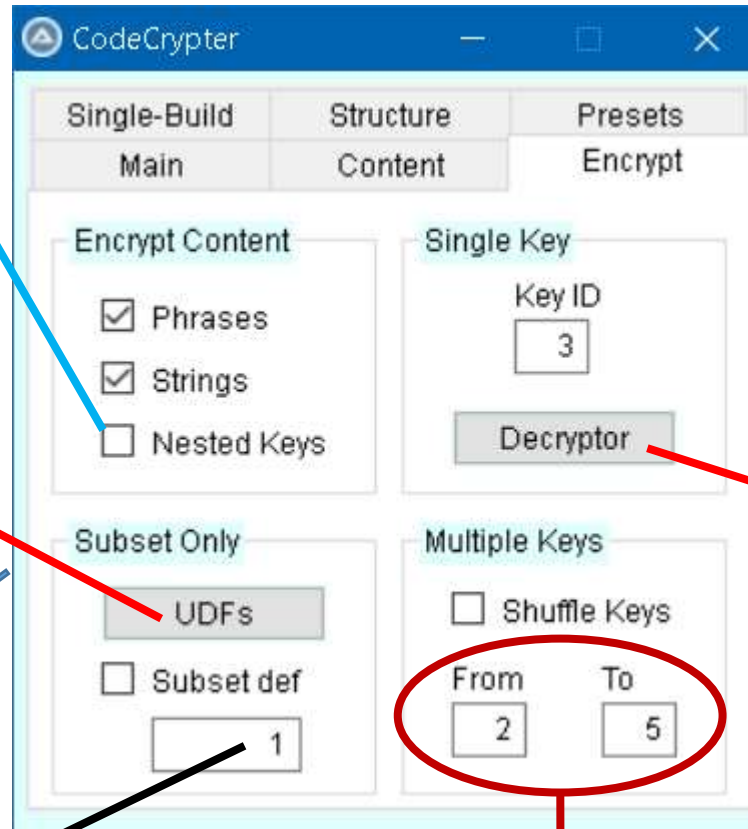 CodeCrypter
Single-Build Structure Presets
Main Content Encrypt
Encrypt Content
Phrases
Strings
Nested Keys
Single Key
Key ID
3
Decryptor
Subset Only
UDFs
Subset def
1
Multiple Keys
Shuffle Keys
From To
2 5